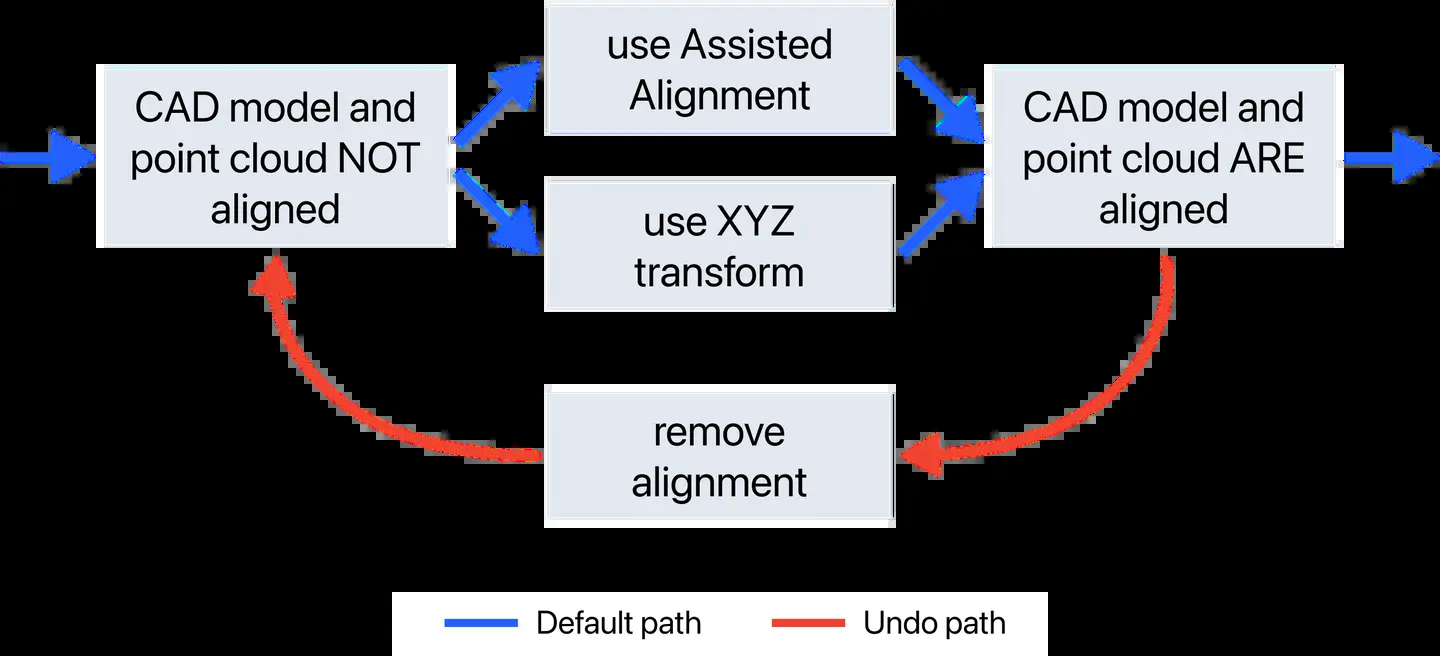 CAD model and
point cloud NOT
aligned
use Assisted
Alignment
use XYZ
transform
CAD model and
point cloud ARE
aligned
remove
alignment
Default path
Undo path